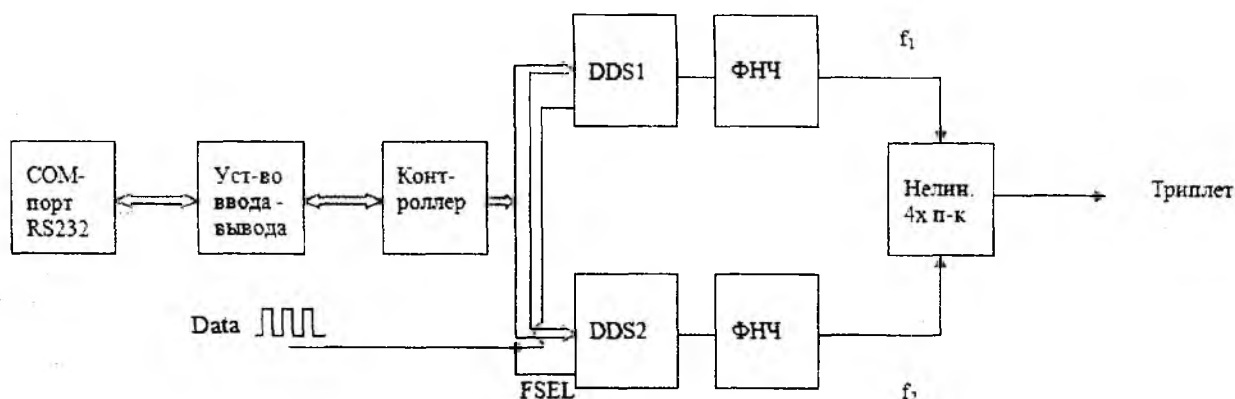 f₁
DDS1
ФНЧ
COM-
порт
RS232
Уст-во
ввода -
вывода
Конт-
роллер
Нелин.
4х п-к
Триплет
Data
DDS2
ФНЧ
FSEL
f₂